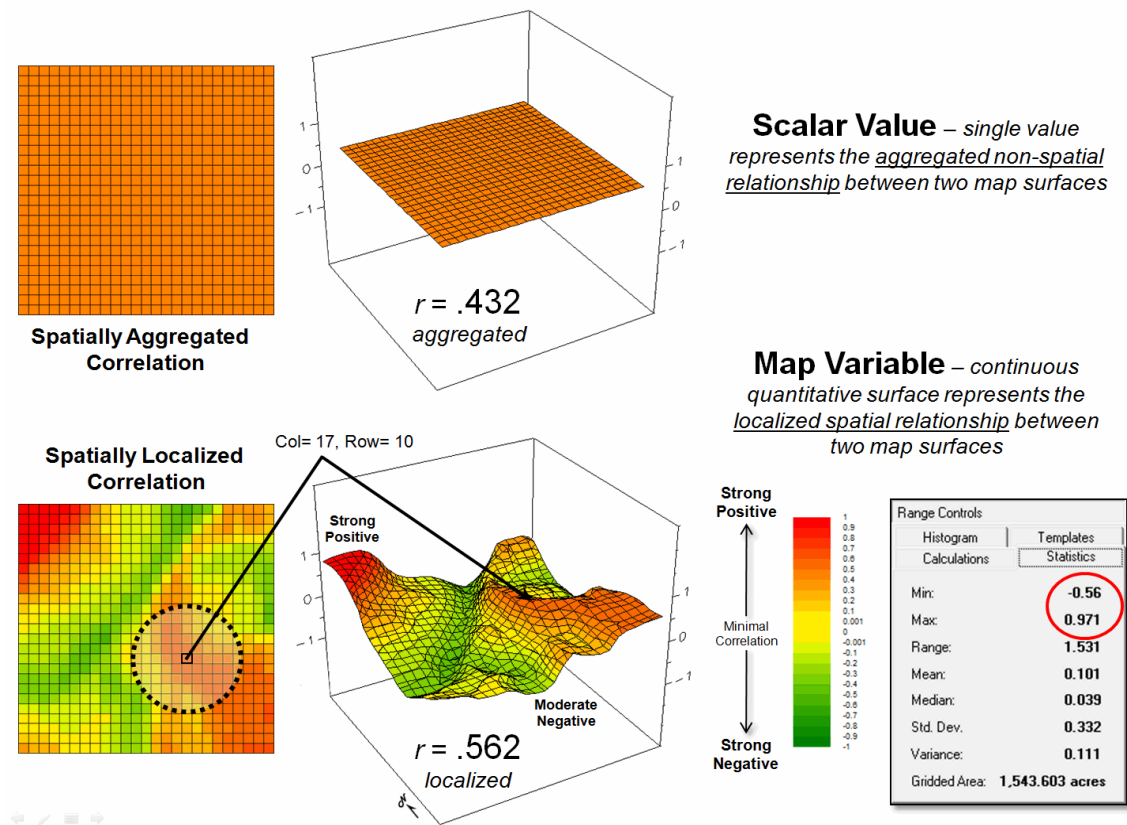 1
0
-1
1
0
-1
r = .432
aggregated
Spatially Aggregated
Correlation
Scalar Value – single value
represents the aggregated non-spatial
relationship between two map surfaces
Map Variable – continuous
quantitative surface represents the
localized spatial relationship between
two map surfaces
Col= 17, Row= 10
Spatially Localized
Correlation
Strong
Positive
1
0
-1
0
-1
Moderate
Negative
r = .562
localized
N
Strong
Positive
Minimal
Correlation
Strong
Negative
1
0.9
0.8
0.7
0.6
0.5
0.4
0.3
0.2
0.1
0.001
0
-0.001
-0.1
-0.2
-0.3
-0.4
-0.5
-0.6
-0.7
-0.8
-0.9
-1
Range Controls
Histogram Templates
Calculations Statistics
Min: -0.56
Max: 0.971
Range: 1.531
Mean: 0.101
Median: 0.039
Std. Dev. 0.332
Variance: 0.111
Gridded Area: 1,543.603 acres